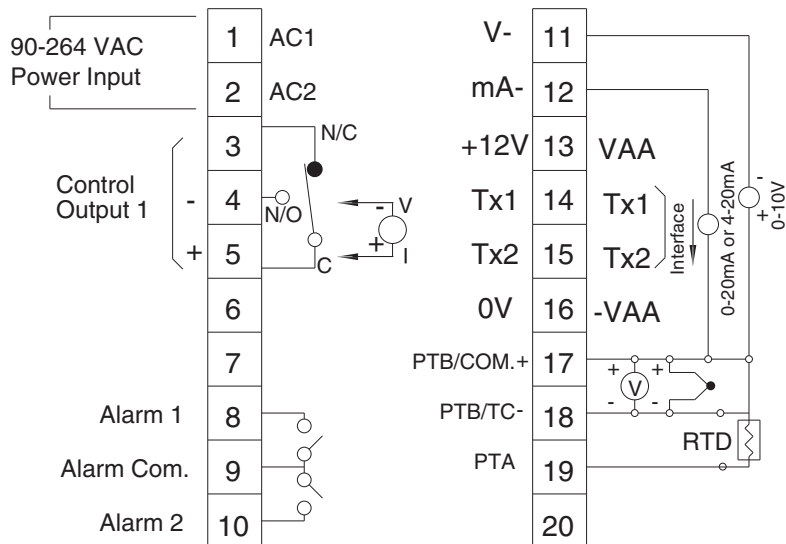 90-264 VAC
Power Input
1 AC1
2 AC2
3 N/C
Control
Output 1
-
+
4 N/O
5 C
- V
+ I
6
7
Alarm 1 8
Alarm Com. 9
Alarm 2 10
V- 11
mA- 12
+12V 13 VAA
Tx1 14 Tx1
Tx2 15 Tx2
Interface
0V 16 -VAA
0-20mA or 4-20mA
-
+
0-10V
PTB/COM.+ 17
+ V -
+ -
PTB/TC- 18
RTD
PTA 19
20